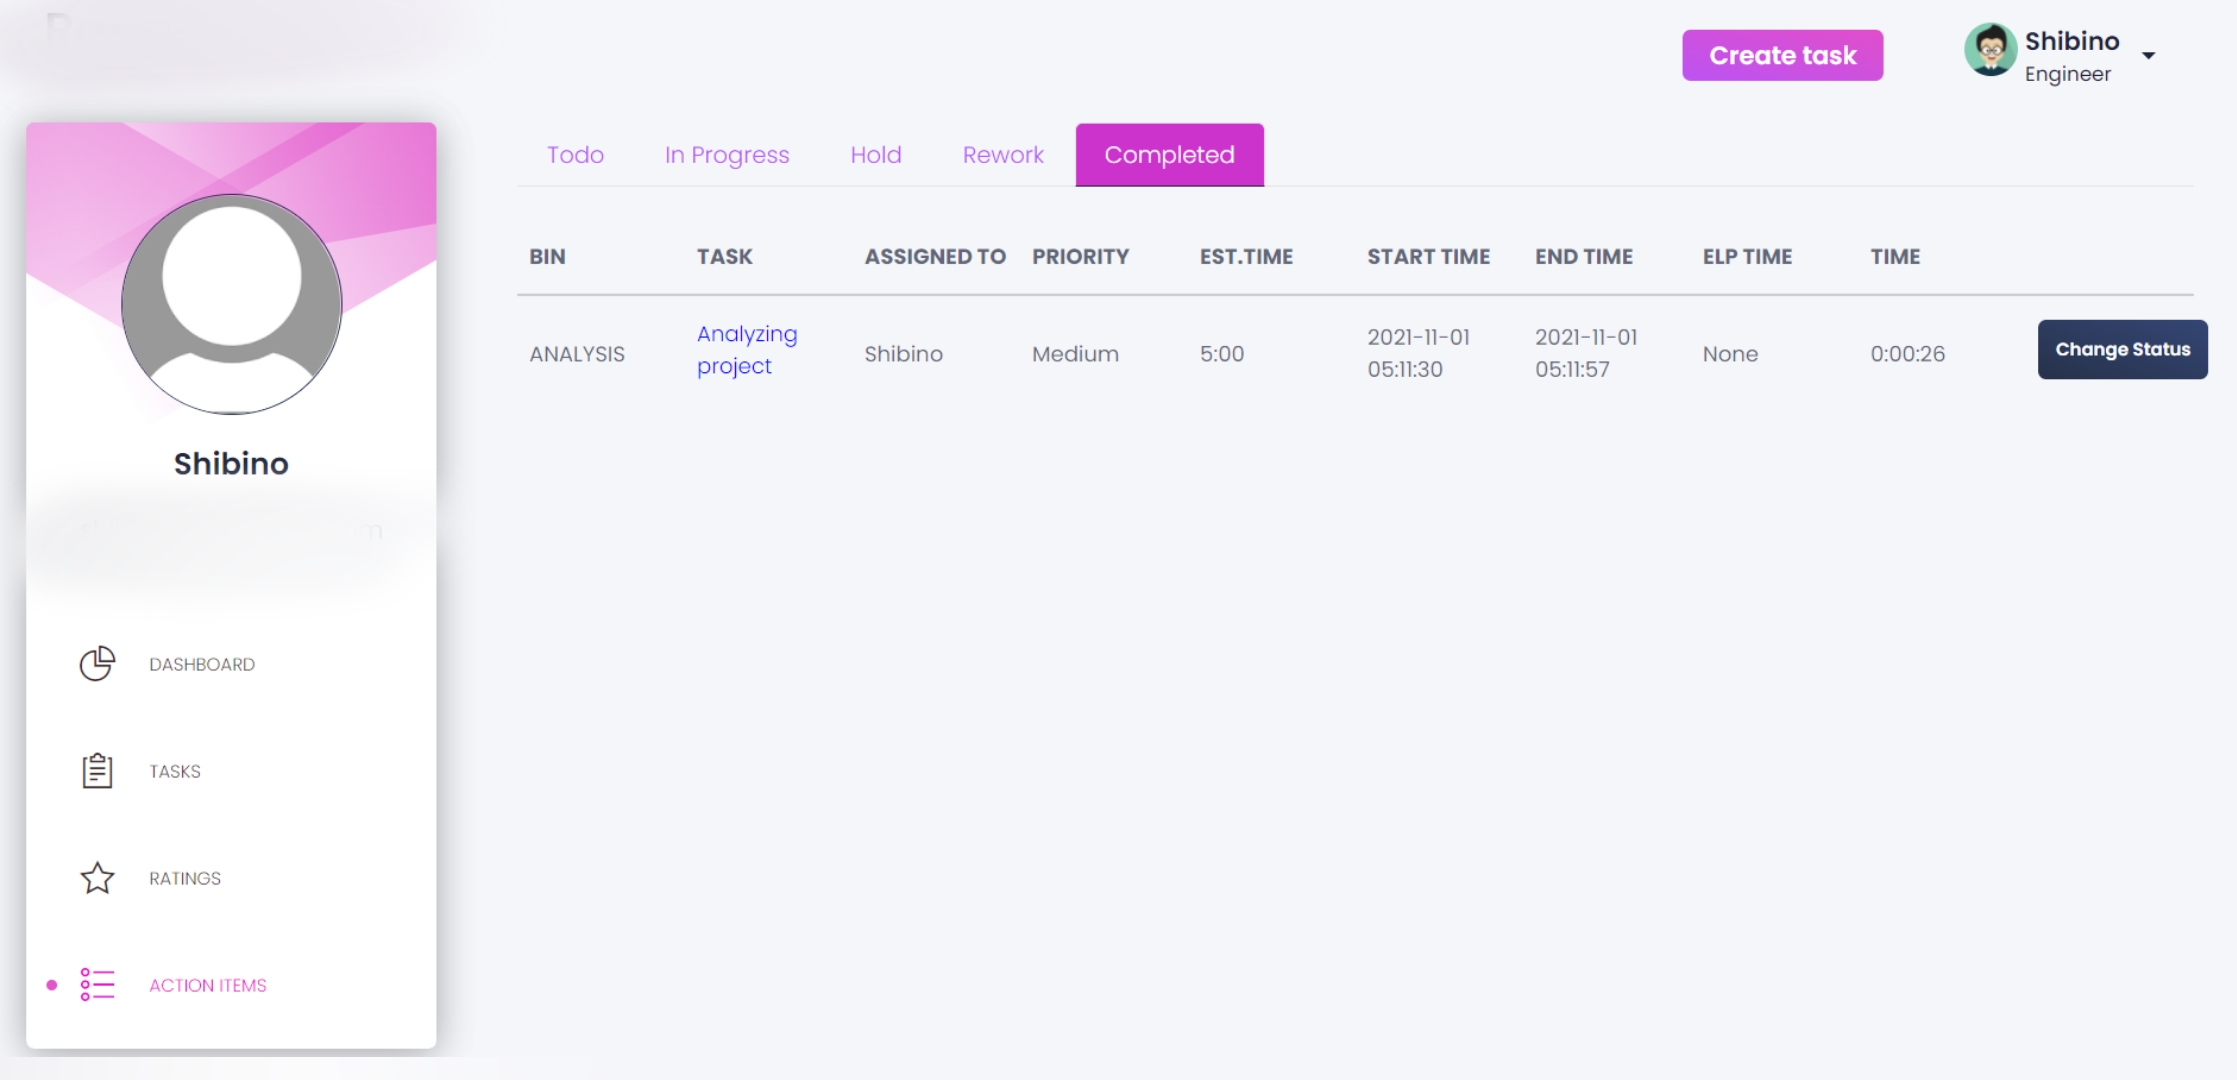 Create task
Shibino
Engineer
Todo In Progress Hold Rework Completed
BIN TASK ASSIGNED TO PRIORITY EST.TIME START TIME END TIME ELP TIME TIME
ANALYSIS Analyzing project Shibino Medium 5:00 2021-11-01 05:11:30 2021-11-01 05:11:57 None 0:00:26 Change Status
Shibino
DASHBOARD
TASKS
RATINGS
ACTION ITEMS